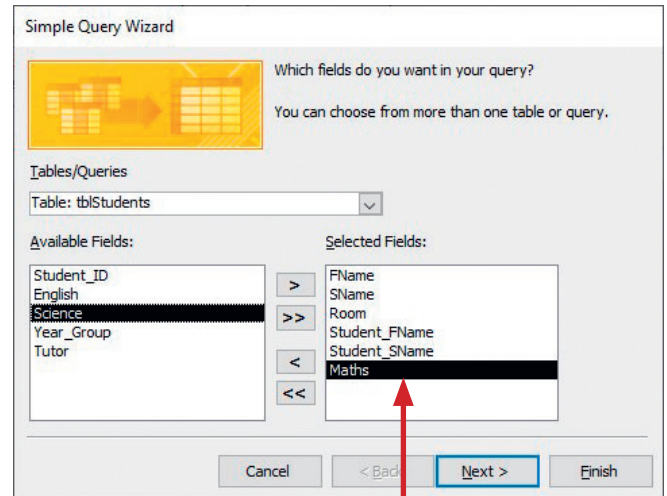 Simple Query Wizard
Which fields do you want in your query?
You can choose from more than one table or query.
Tables/Queries
Table: tblStudents
Available Fields:
Selected Fields:
Student_ID
English
Science
Year_Group
Tutor
>
>>
<
<<
FName
SName
Room
Student_FName
Student_SName
Maths
Cancel
< Back
Next >
Finish